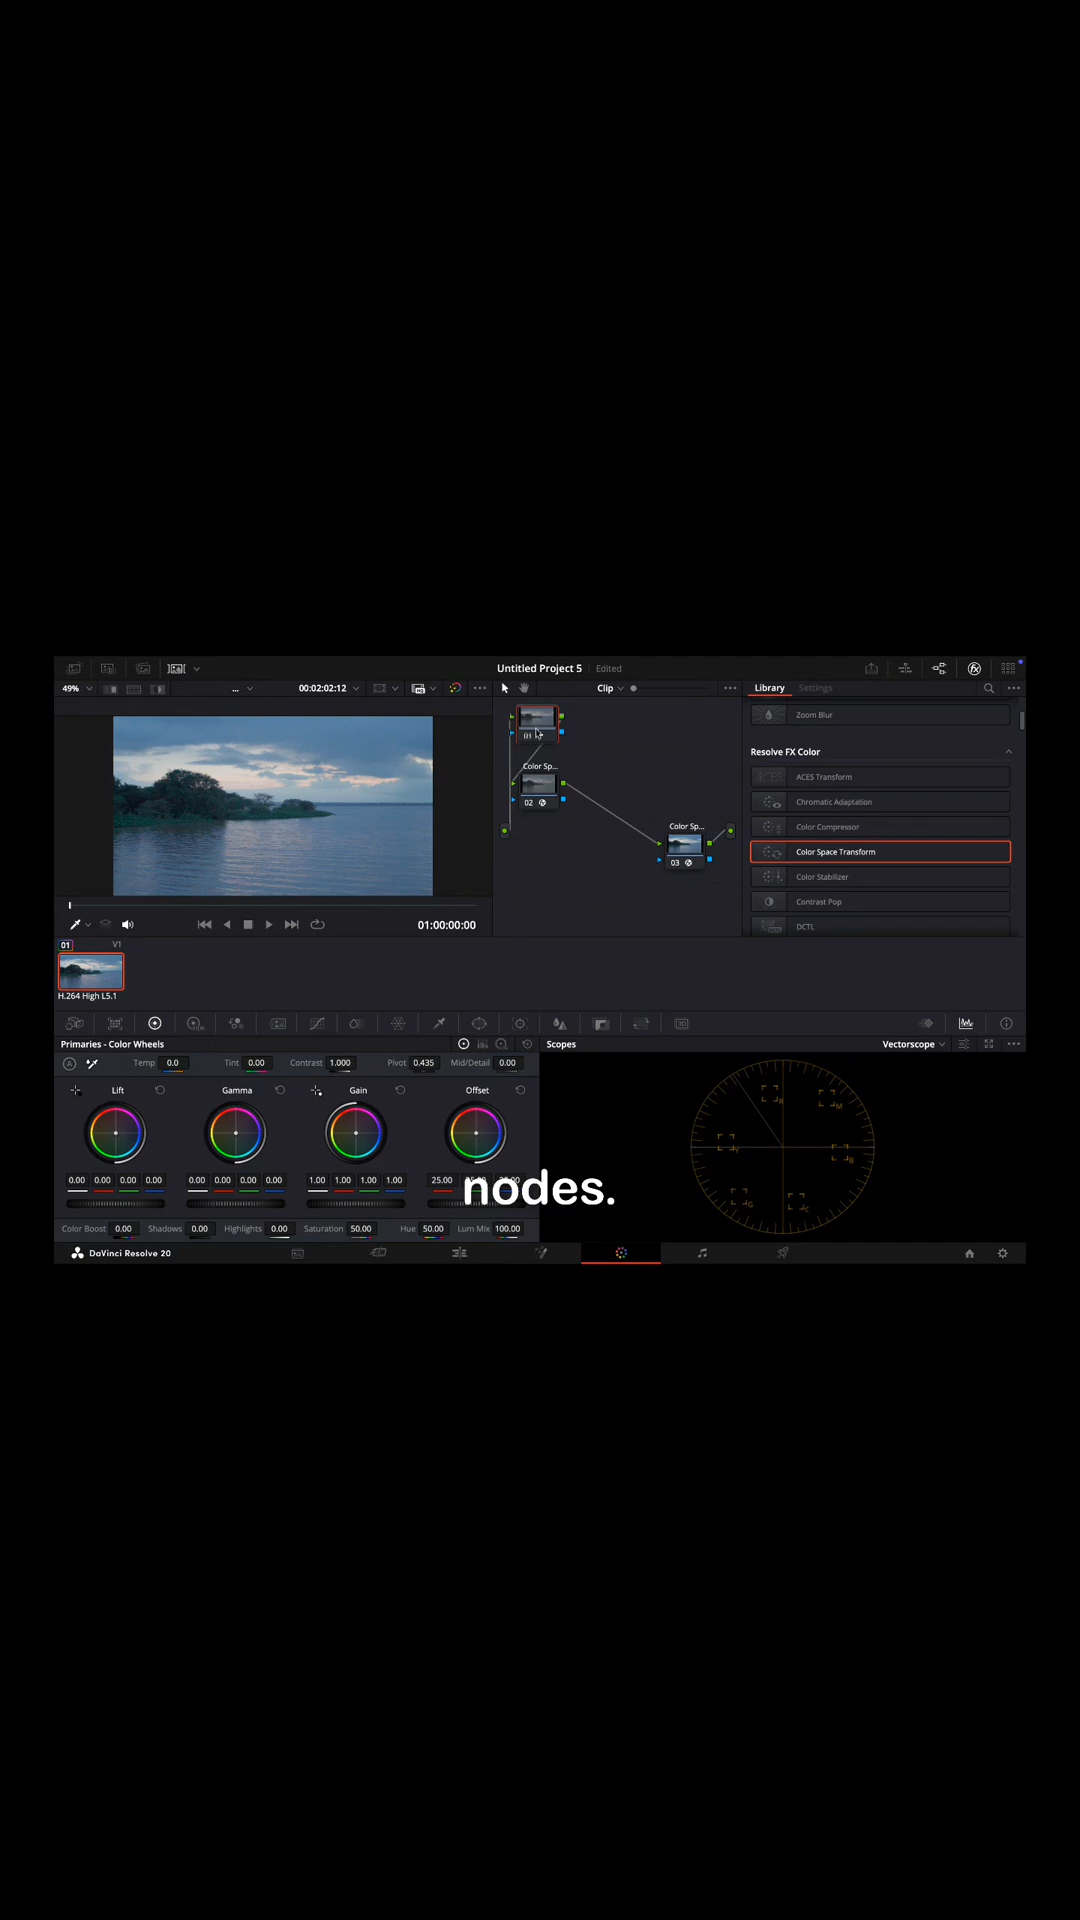 Untitled Project 5 Edited
49% ... 00:02:02:12 Clip Library Settings
Zoom Blur
Resolve FX Color
ACES Transform
Chromatic Adaptation
Color Compressor
Color Space Transform
Color Stabilizer
Contrast Pop
DCTL
01
Color Sp...
02
Color Sp...
03
01:00:00:00
01 V1
H.264 High L5.1
Primaries - Color Wheels
Scopes Vectorscope
Temp 0.0 Tint 0.00 Contrast 1.000 Pivot 0.435 Mid/Detail 0.00
Lift Gamma Gain Offset
0.00 0.00 0.00 0.00 0.00 0.00 0.00 0.00 1.00 1.00 1.00 1.00 25.00
nodes.
Color Boost 0.00 Shadows 0.00 Highlights 0.00 Saturation 50.00 Hue 50.00 Lum Mix 100.00
R
M
Y
B
G
C
DaVinci Resolve 20